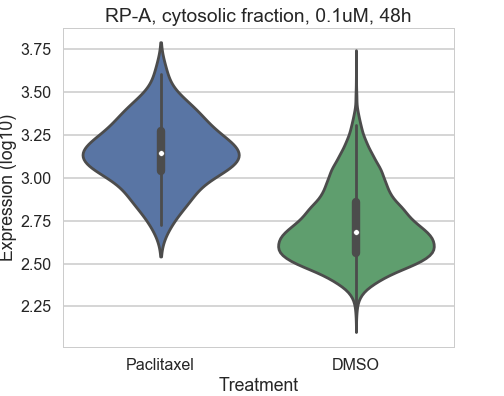 RP-A, cytosolic fraction, 0.1uM, 48h
Expression (log10)
3.75
3.50
3.25
3.00
2.75
2.50
2.25
Paclitaxel
DMSO
Treatment